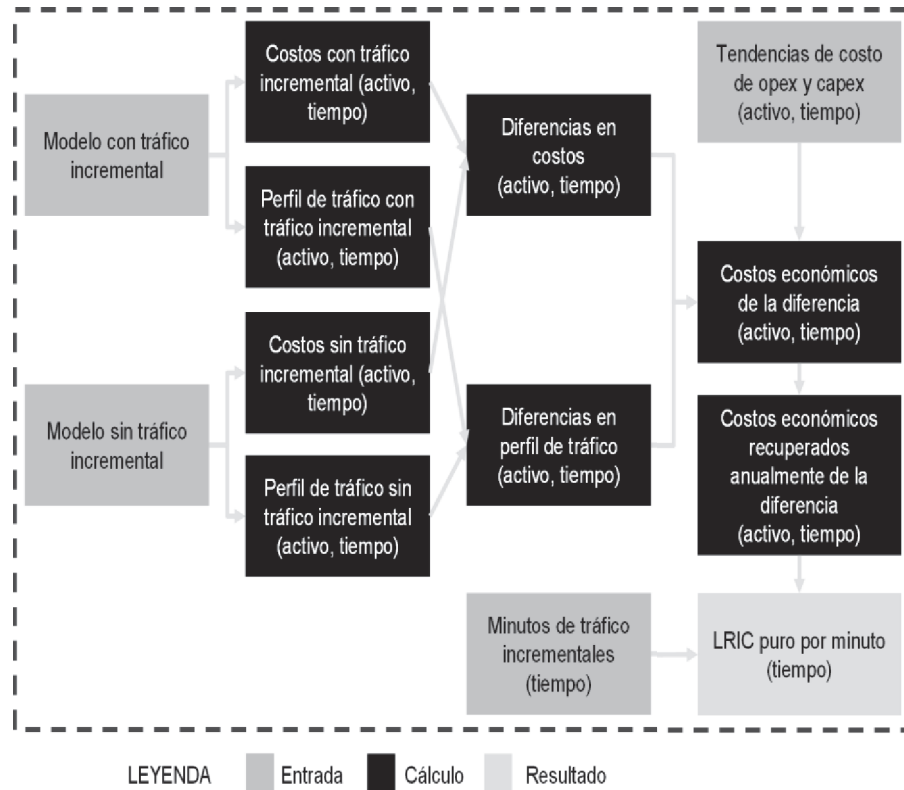 Modelo con tráfico
incremental
Costos con tráfico
incremental (activo,
tiempo)
Perfil de tráfico con
tráfico incremental
(activo, tiempo)
Modelo sin tráfico
incremental
Costos sin tráfico
incremental (activo,
tiempo)
Perfil de tráfico sin
tráfico incremental
(activo, tiempo)
Diferencias en
costos
(activo, tiempo)
Diferencias en
perfil de tráfico
(activo, tiempo)
Tendencias de costo
de opex y capex
(activo, tiempo)
Costos económicos
de la diferencia
(activo, tiempo)
Costos económicos
recuperados
anualmente de la
diferencia
(activo, tiempo)
Minutos de tráfico
incrementales
(tiempo)
LRIC puro por minuto
(tiempo)
LEYENDA Entrada Cálculo Resultado